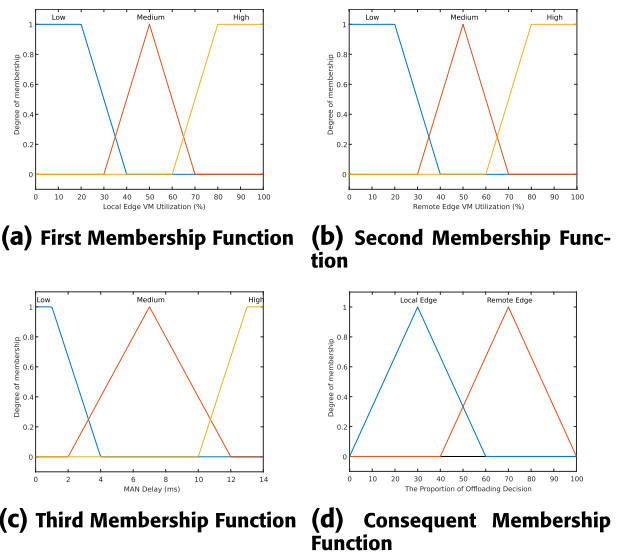 Low Medium High
1
0.8
0.6
0.4
0.2
0
Degree of membership
0 10 20 30 40 50 60 70 80 90 100
Local Edge VM Utilization (%)
Low Medium High
1
0.8
0.6
0.4
0.2
0
Degree of membership
0 10 20 30 40 50 60 70 80 90 100
Remote Edge VM Utilization (%)
(a) First Membership Function
(b) Second Membership Func-
tion
Low Medium High
1
0.8
0.6
0.4
0.2
0
Degree of membership
0 2 4 6 8 10 12 14
MAN Delay (ms)
Local Edge Remote Edge
1
0.8
0.6
0.4
0.2
0
Degree of membership
0 10 20 30 40 50 60 70 80 90 100
The Proportion of Offloading Decision
(c) Third Membership Function
(d) Consequent Membership
Function